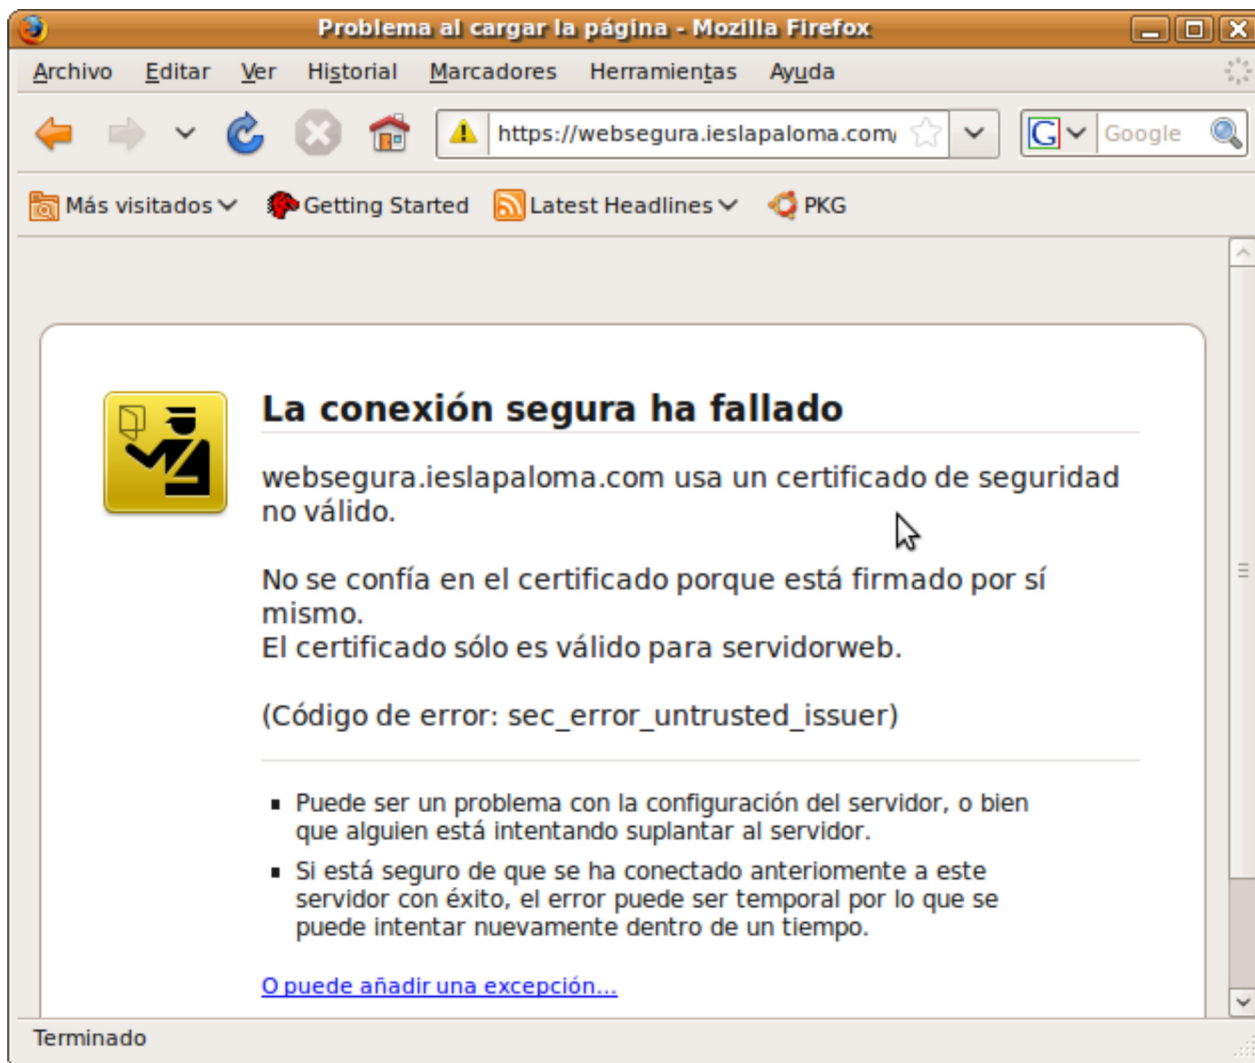 Problema al cargar la página - Mozilla Firefox
Archivo Editar Ver Historial Marcadores Herramientas Ayuda
https://websegura.ieslapaloma.com/ G Google
Más visitados Getting Started Latest Headlines PKG
La conexión segura ha fallado
websegura.ieslapaloma.com usa un certificado de seguridad
no válido.
No se confía en el certificado porque está firmado por sí
mismo.
El certificado sólo es válido para servidorweb.
(Código de error: sec_error_untrusted_issuer)
Puede ser un problema con la configuración del servidor, o bien
que alguien está intentando suplantar al servidor.
Si está seguro de que se ha conectado anteriomente a este
servidor con éxito, el error puede ser temporal por lo que se
puede intentar nuevamente dentro de un tiempo.
O puede añadir una excepción...
Terminado